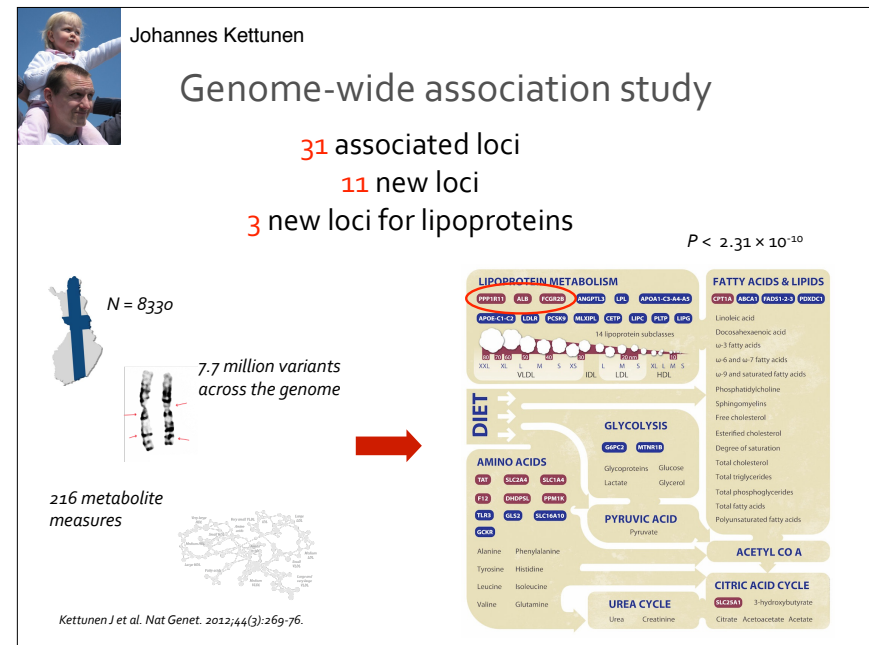 Johannes Kettunen
Genome-wide association study
31 associated loci
11 new loci
3 new loci for lipoproteins
P < 2.31 × 10⁻¹⁰
N = 8330
7.7 million variants
across the genome
216 metabolite
measures
Kettunen J et al. Nat Genet. 2012;44(3):269-76.
LIPOPROTEIN METABOLISM
PPP1R11 ALB FCGR2B ANGPTL3 LPL APOA1-C3-A4-A5
APOE-C1-C2 LDLR PCSK9 MLXIPL CETP LIPC PLTP LIPG
14 lipoprotein subclasses
XXL XL L M S XS L M S XL L M S
VLDL IDL LDL HDL
DIET
AMINO ACIDS
TAT SLC2A4 SLC1A4
F12 DHDPSL PPM1K
TLR3 GLS2 SLC16A10
GCKR
Alanine Phenylalanine
Tyrosine Histidine
Leucine Isoleucine
Valine Glutamine
GLYCOLYSIS
G6PC2 MTNR1B
Glycoproteins Glucose
Lactate Glycerol
PYRUVIC ACID
Pyruvate
UREA CYCLE
Urea Creatinine
FATTY ACIDS & LIPIDS
CPT1A ABCA1 FADS1-2-3 PDXDC1
Linoleic acid
Docosahexaenoic acid
ω-3 fatty acids
ω-6 and ω-7 fatty acids
ω-9 and saturated fatty acids
Phosphatidylcholine
Sphingomyelins
Free cholesterol
Esterified cholesterol
Degree of saturation
Total cholesterol
Total triglycerides
Total phosphoglycerides
Total fatty acids
Polyunsaturated fatty acids
ACETYL CO A
CITRIC ACID CYCLE
SLC25A1 3-hydroxybutyrate
Citrate Acetoacetate Acetate